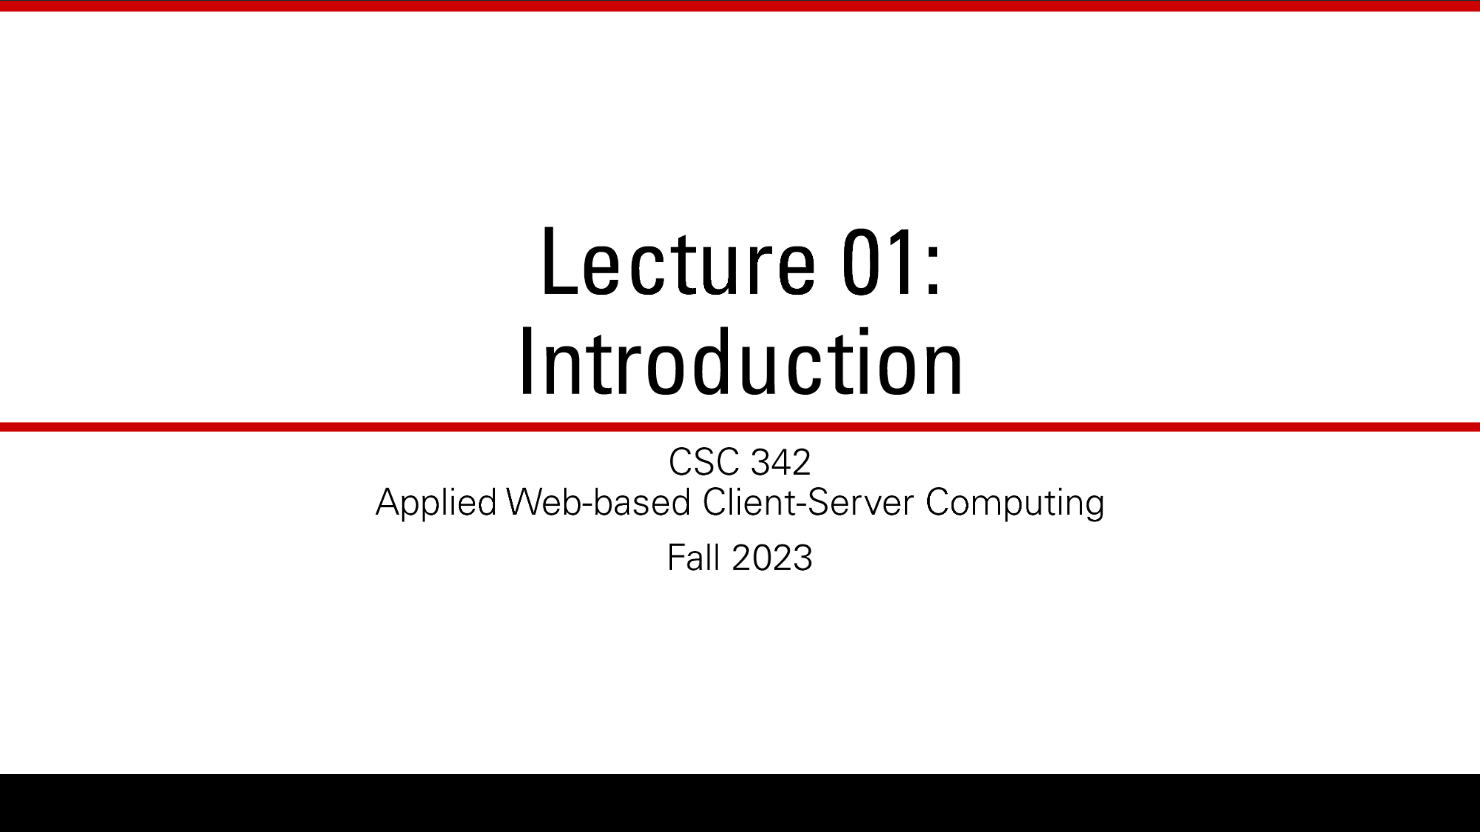 Lecture 01:
Introduction
CSC 342
Applied Web-based Client-Server Computing
Fall 2023